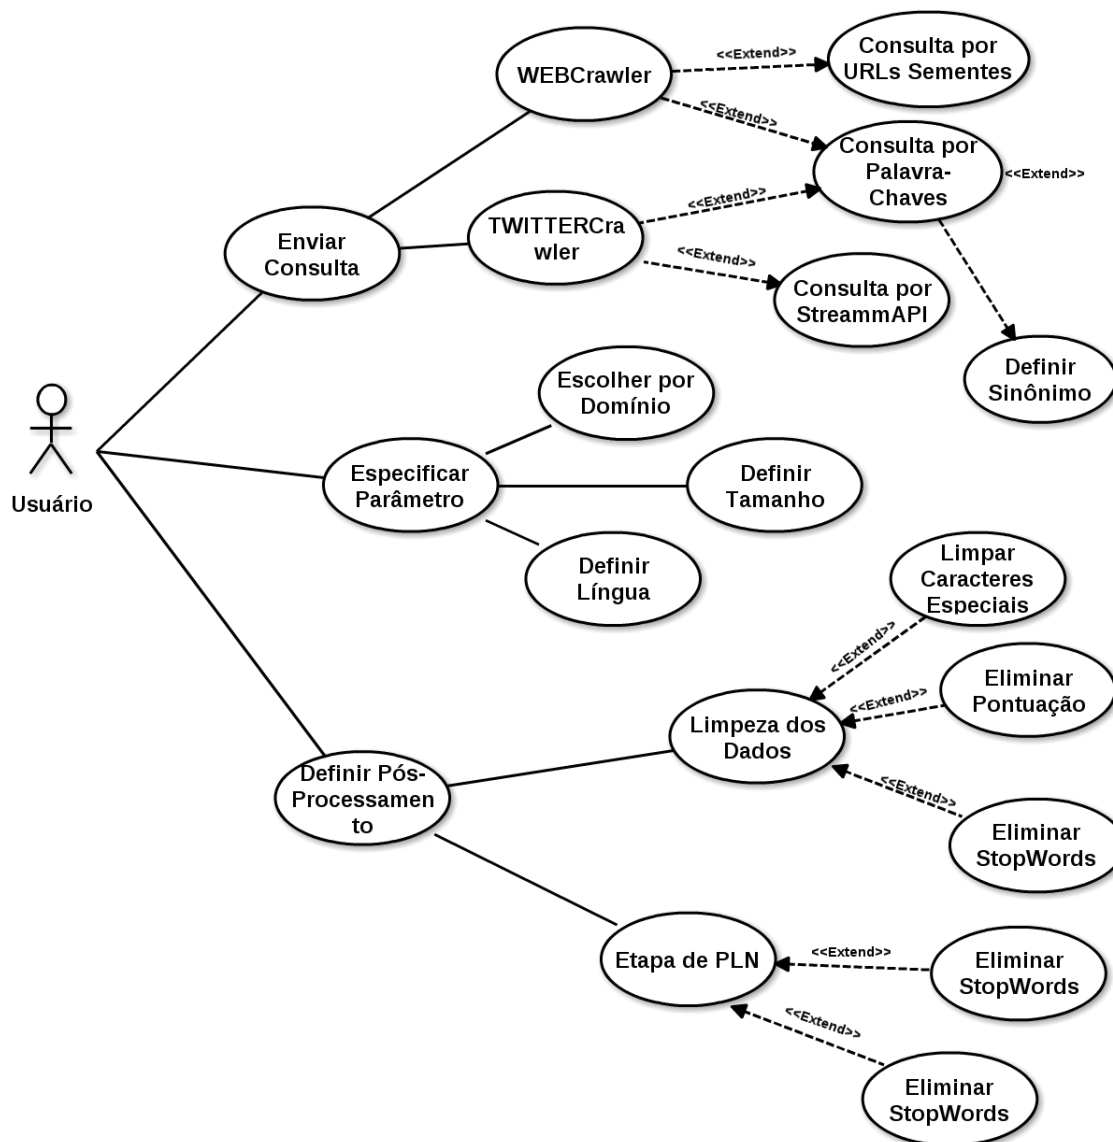 <<Extend>>
Consulta por
URLs Sementes
WEBCrawler
<<Extend>>
Consulta por
Palavra-
Chaves
<<Extend>>
<<Extend>>
TWITTERCra
wler
Enviar
Consulta
<<Extend>>
Consulta por
StreammAPI
Definir
Sinônimo
Escolher por
Domínio
Usuário
Especificar
Parâmetro
Definir
Tamanho
Definir
Língua
Limpar
Caracteres
Especiais
<<Extend>>
Eliminar
Pontuação
<<Extend>>
Limpeza dos
Dados
Definir Pós-
Processamen
to
<<Extend>>
Eliminar
StopWords
Etapa de PLN
<<Extend>>
Eliminar
StopWords
<<Extend>>
Eliminar
StopWords